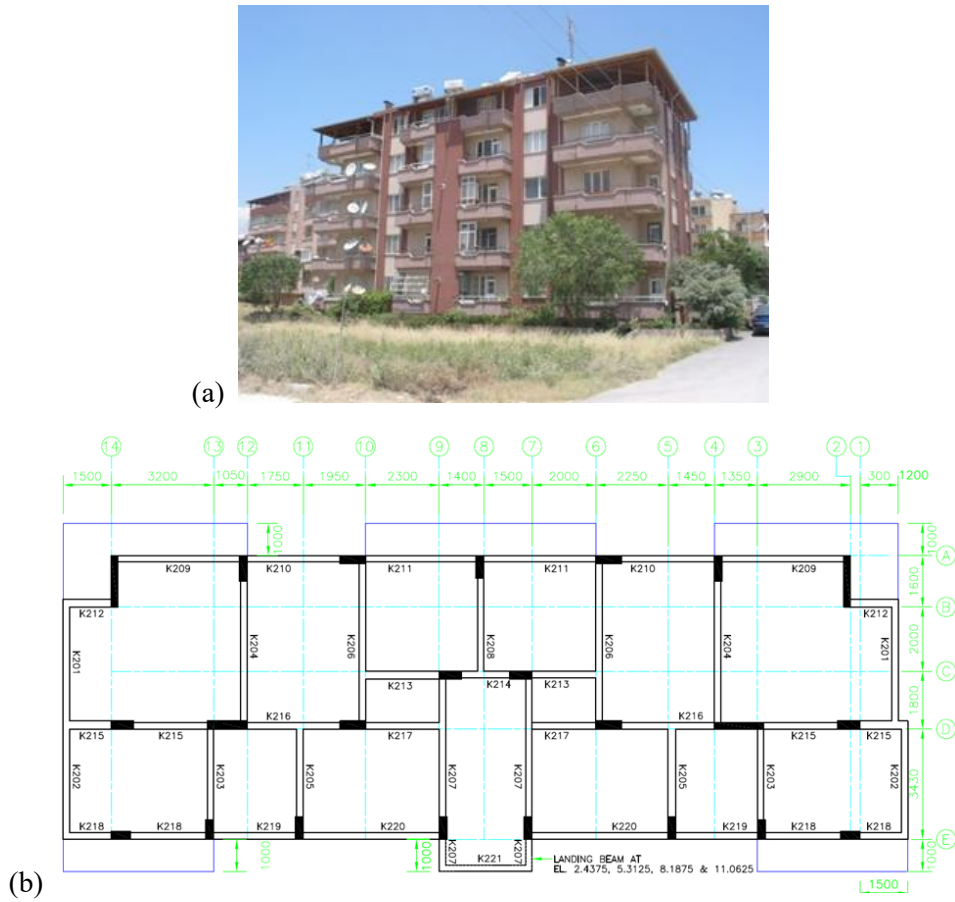 (a)
14 13 12 11 10 9 8 7 6 5 4 3 2 1
1500 3200 1050 1750 1950 2300 1400 1500 2000 2250 1450 1350 2900 300 1200
1000 1000
A
K209 K210 K211 K211 K210 K209
1600
B
K212 K212
K201 K204 K206 K208 K206 K204 K201
2000
C
K213 K214 K213
1800
K216 K216
D
K215 K215 K217 K217 K215 K215
K202 K203 K205 K207 K207 K205 K203 K202
3430
K218 K218 K219 K220 K220 K219 K218 K218
E
1000 1000 K207 K221 K207 1000
LANDING BEAM AT
EL. 2.4375, 5.3125, 8.1875 & 11.0625
1500
(b)